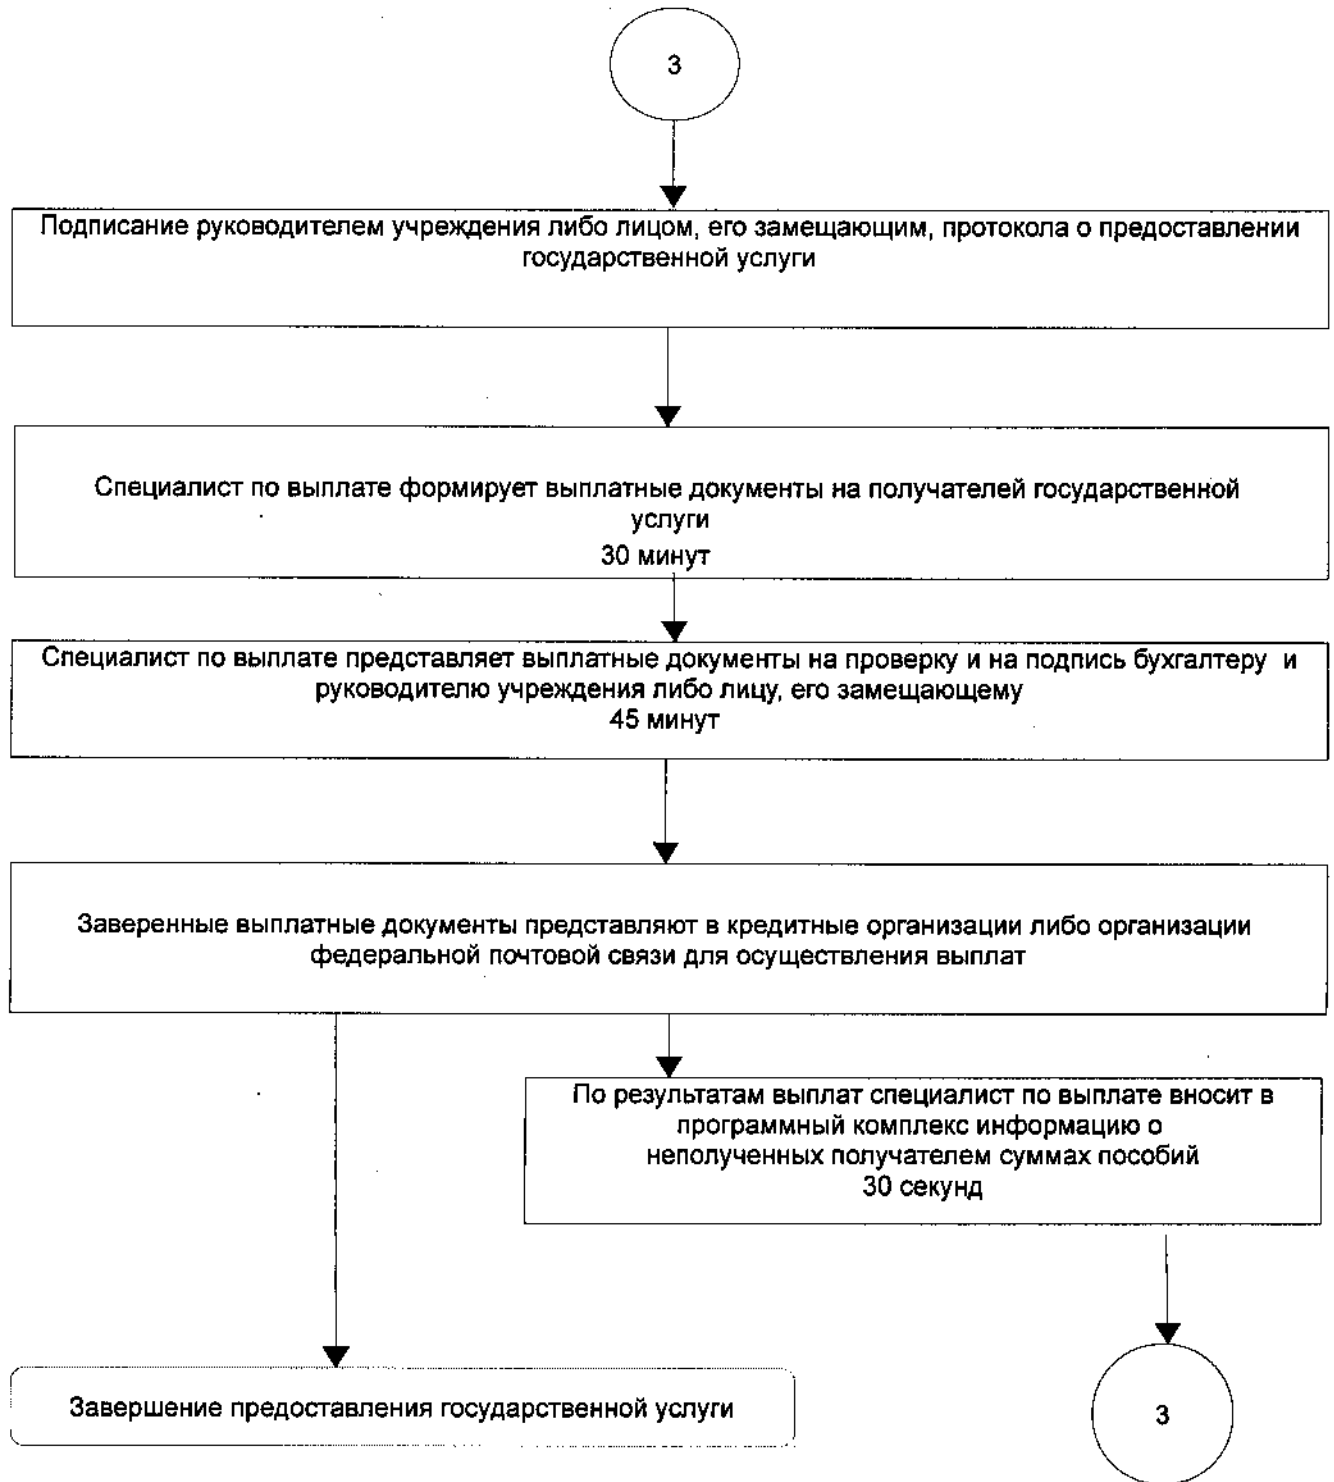 3
Подписание руководителем учреждения либо лицом, его замещающим, протокола о предоставлении
государственной услуги
Специалист по выплате формирует выплатные документы на получателей государственной
услуги
30 минут
Специалист по выплате представляет выплатные документы на проверку и на подпись бухгалтеру и
руководителю учреждения либо лицу, его замещающему
45 минут
Заверенные выплатные документы представляют в кредитные организации либо организации
федеральной почтовой связи для осуществления выплат
По результатам выплат специалист по выплате вносит в
программный комплекс информацию о
неполученных получателем суммах пособий
30 секунд
Завершение предоставления государственной услуги
3